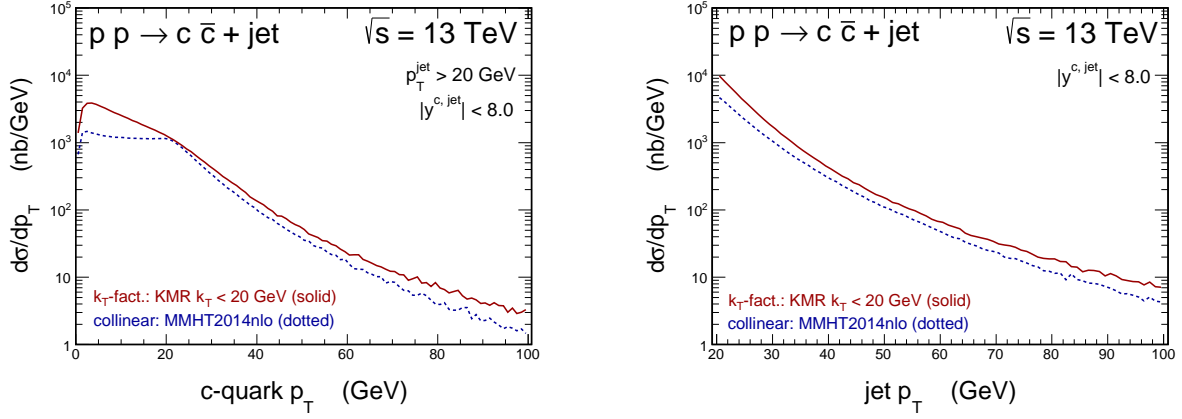 p p → c c̅ + jet √s = 13 TeV
p_T^jet > 20 GeV
|y^{c, jet}| < 8.0
dσ/dp_T (nb/GeV)
10^5
10^4
10^3
10^2
10
1
k_T-fact.: KMR k_T < 20 GeV (solid)
collinear: MMHT2014nlo (dotted)
0 20 40 60 80 100
c-quark p_T (GeV)
p p → c c̅ + jet √s = 13 TeV
|y^{c, jet}| < 8.0
dσ/dp_T (nb/GeV)
10^5
10^4
10^3
10^2
10
1
k_T-fact.: KMR k_T < 20 GeV (solid)
collinear: MMHT2014nlo (dotted)
20 30 40 50 60 70 80 90 100
jet p_T (GeV)